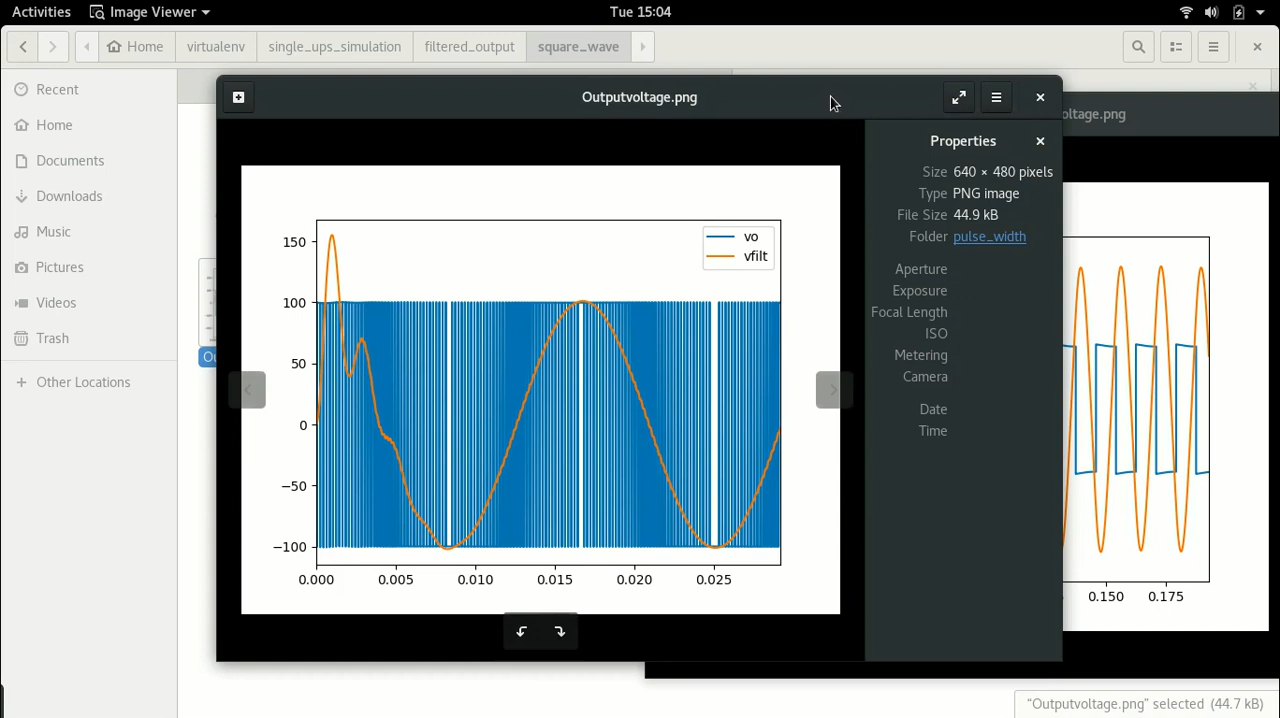 Activities Image Viewer Tue 15:04
Home virtualenv single_ups_simulation filtered_output square_wave
Recent
Home
Documents
Downloads
Music
Pictures
Videos
Trash
Other Locations
Outputvoltage.png
oltage.png
Properties
Size 640 × 480 pixels
Type PNG image
File Size 44.9 kB
Folder pulse_width
Aperture
Exposure
Focal Length
ISO
Metering
Camera
Date
Time
vo
vfilt
150
100
50
0
−50
−100
0.000 0.005 0.010 0.015 0.020 0.025
0.150 0.175
Ou
"Outputvoltage.png" selected (44.7 kB)